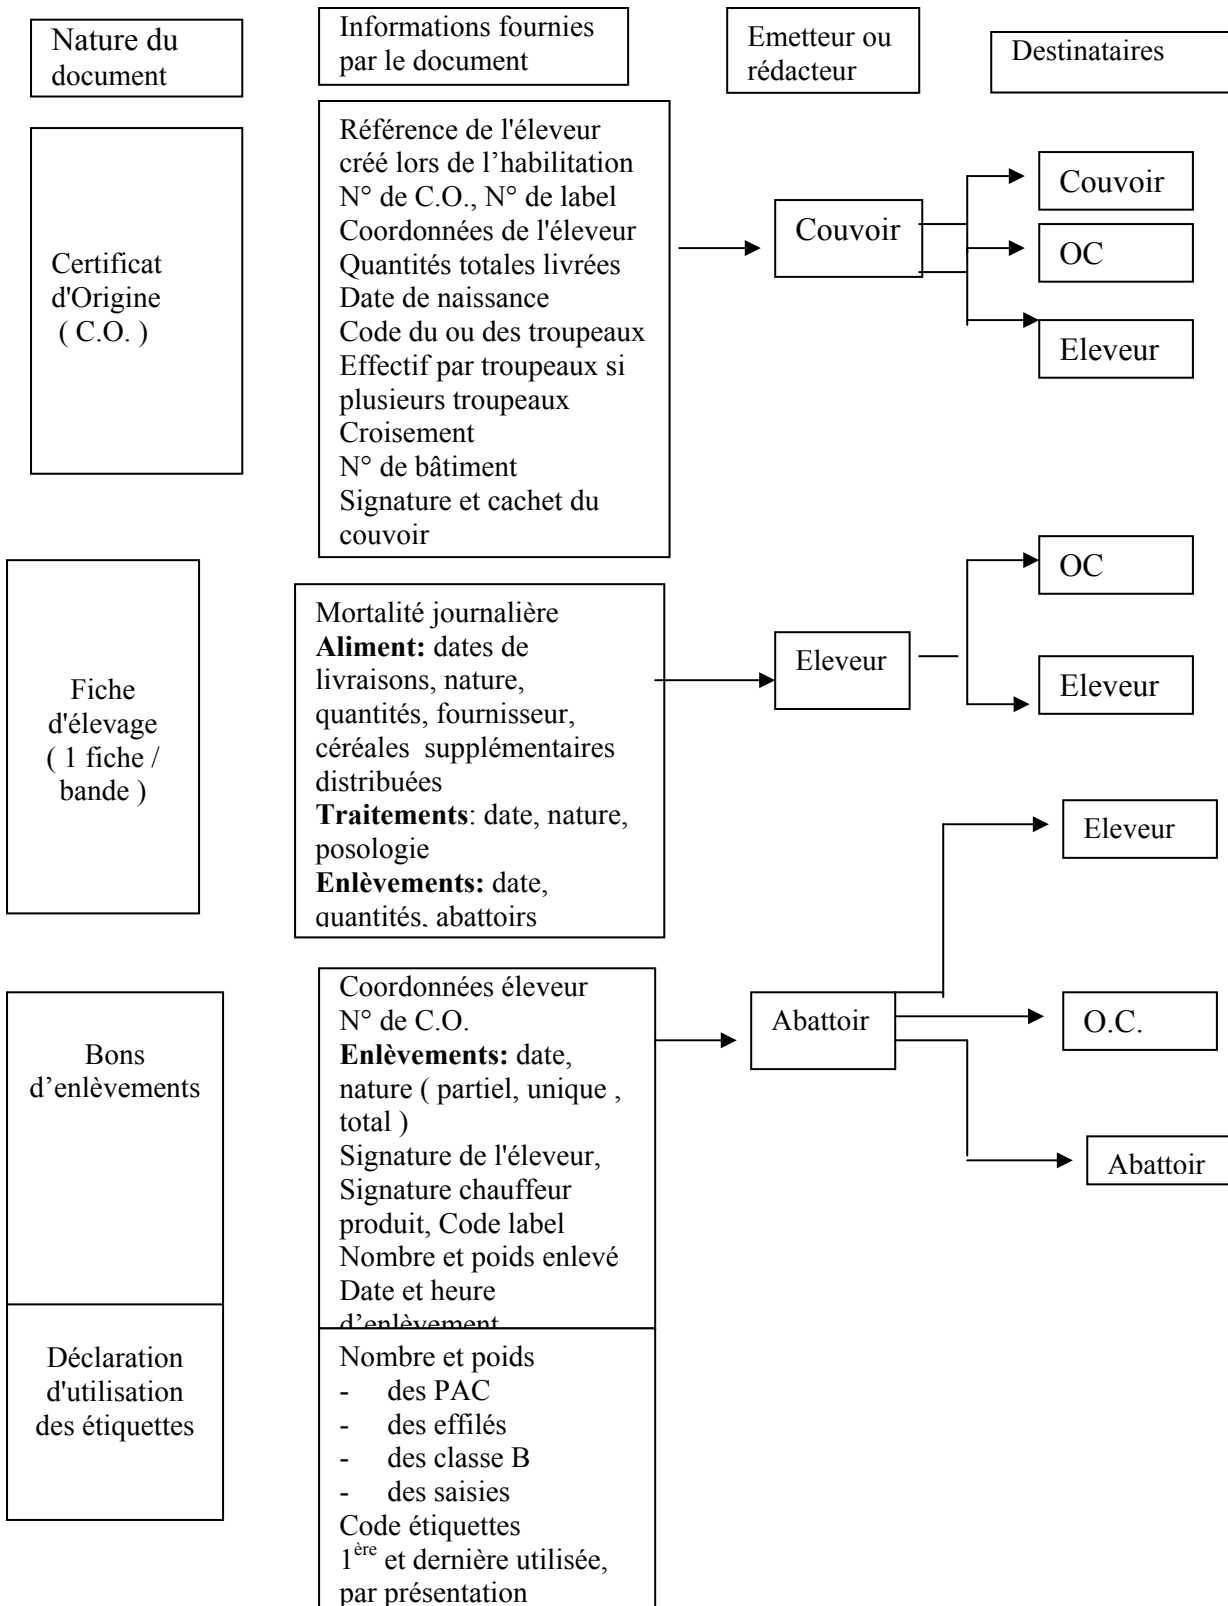 Nature du
document
Informations fournies
par le document
Emetteur ou
rédacteur
Destinataires
Certificat
d'Origine
( C.O. )
Référence de l'éleveur
créé lors de l’habilitation
N° de C.O., N° de label
Coordonnées de l'éleveur
Quantités totales livrées
Date de naissance
Code du ou des troupeaux
Effectif par troupeaux si
plusieurs troupeaux
Croisement
N° de bâtiment
Signature et cachet du
couvoir
Couvoir
Couvoir
OC
Eleveur
Fiche
d'élevage
( 1 fiche /
bande )
Mortalité journalière
Aliment: dates de
livraisons, nature,
quantités, fournisseur,
céréales supplémentaires
distribuées
Traitements: date, nature,
posologie
Enlèvements: date,
quantités, abattoirs
Eleveur
OC
Eleveur
Bons
d’enlèvements
Coordonnées éleveur
N° de C.O.
Enlèvements: date,
nature ( partiel, unique ,
total )
Signature de l'éleveur,
Signature chauffeur
produit, Code label
Nombre et poids enlevé
Date et heure
d’enlèvement
Abattoir
Eleveur
O.C.
Abattoir
Déclaration
d'utilisation
des étiquettes
Nombre et poids
- des PAC
- des effilés
- des classe B
- des saisies
Code étiquettes
1ère et dernière utilisée,
par présentation